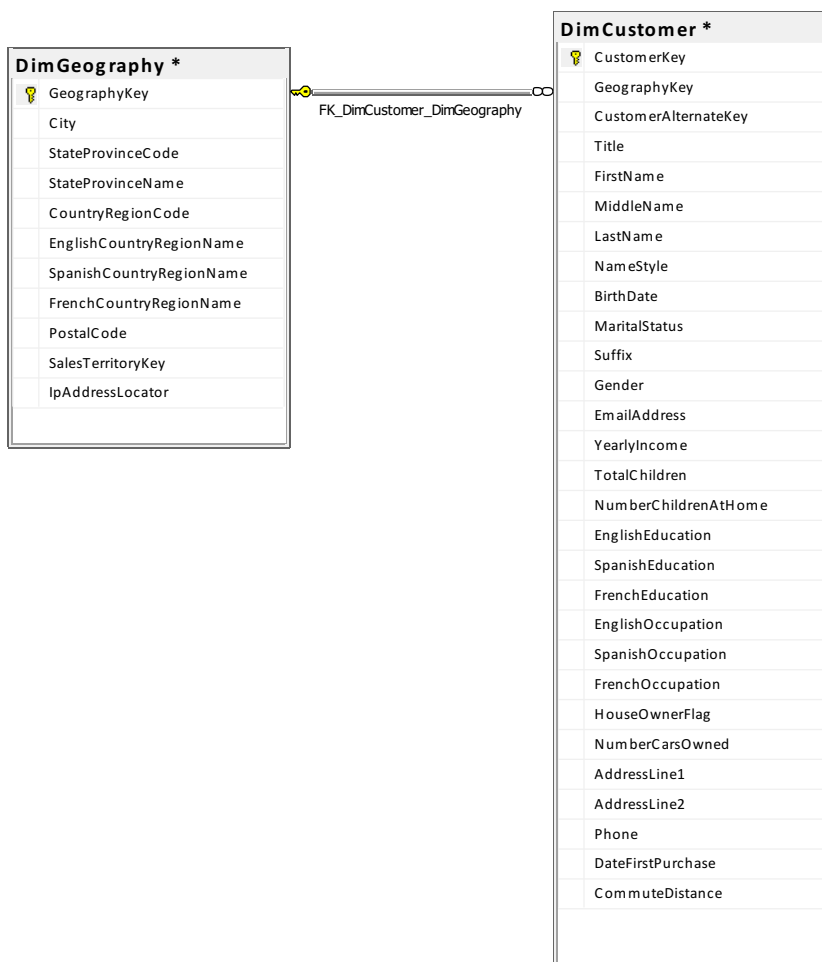 DimGeography *
GeographyKey
City
StateProvinceCode
StateProvinceName
CountryRegionCode
EnglishCountryRegionName
SpanishCountryRegionName
FrenchCountryRegionName
PostalCode
SalesTerritoryKey
IpAddressLocator
FK_DimCustomer_DimGeography
DimCustomer *
CustomerKey
GeographyKey
CustomerAlternateKey
Title
FirstName
MiddleName
LastName
NameStyle
BirthDate
MaritalStatus
Suffix
Gender
EmailAddress
YearlyIncome
TotalChildren
NumberChildrenAtHome
EnglishEducation
SpanishEducation
FrenchEducation
EnglishOccupation
SpanishOccupation
FrenchOccupation
HouseOwnerFlag
NumberCarsOwned
AddressLine1
AddressLine2
Phone
DateFirstPurchase
CommuteDistance